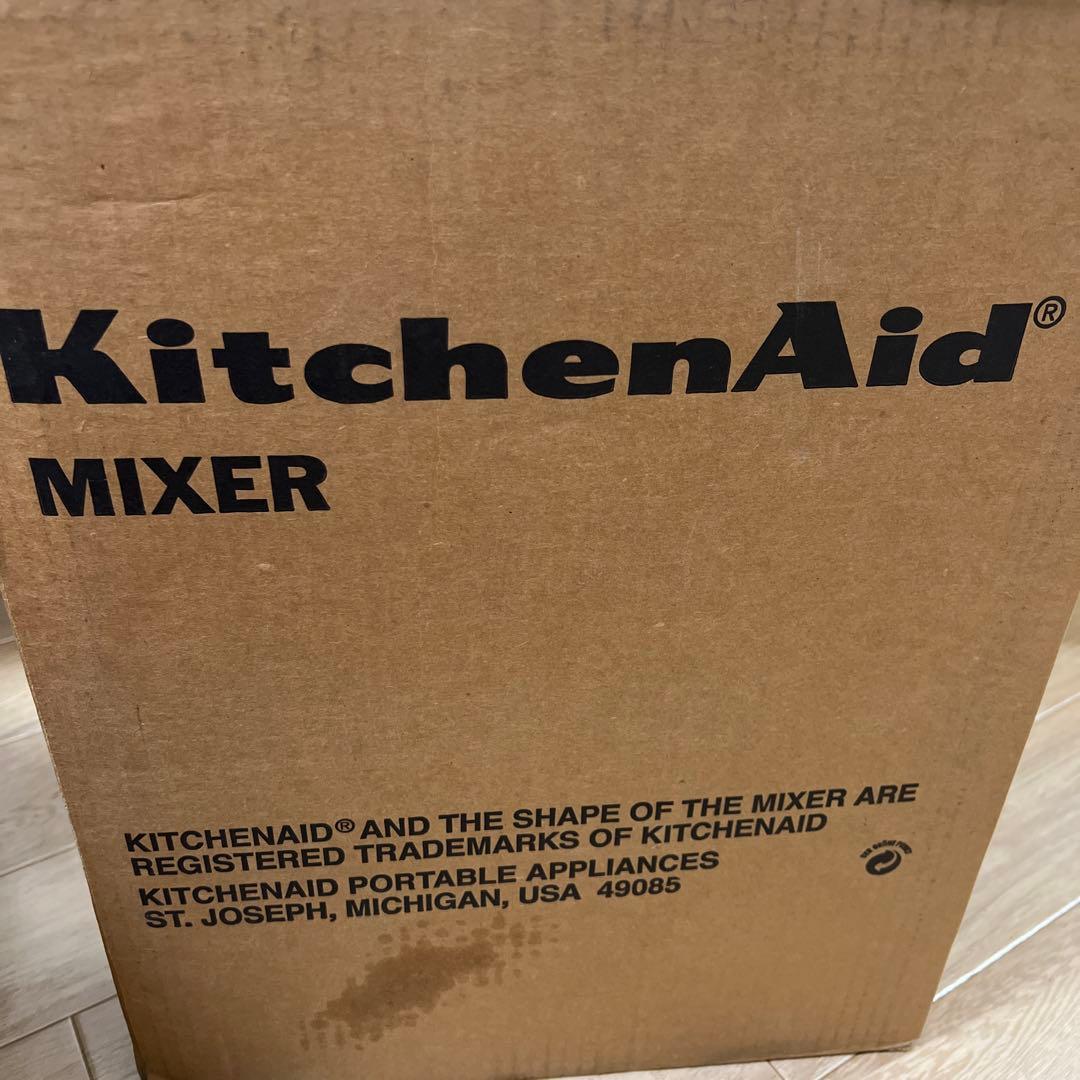 KitchenAid®
MIXER
KITCHENAID® AND THE SHAPE OF THE MIXER ARE
REGISTERED TRADEMARKS OF KITCHENAID
KITCHENAID PORTABLE APPLIANCES
ST. JOSEPH, MICHIGAN, USA 49085